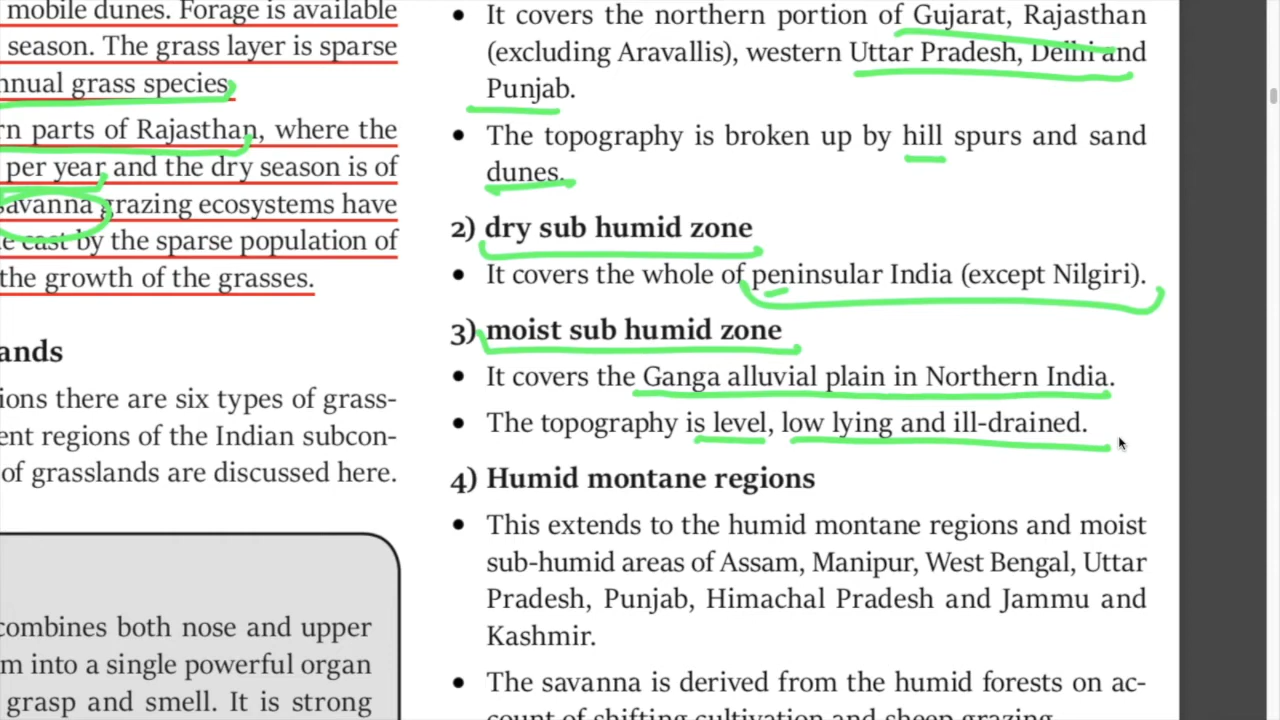 mobile dunes. Forage is available
season. The grass layer is sparse
nnual grass species.
rn parts of Rajasthan, where the
per year and the dry season is of
savanna grazing ecosystems have
e cast by the sparse population of
the growth of the grasses.
ands
ions there are six types of grass-
ent regions of the Indian subcon-
of grasslands are discussed here.
combines both nose and upper
m into a single powerful organ
grasp and smell. It is strong
• It covers the northern portion of Gujarat, Rajasthan
(excluding Aravallis), western Uttar Pradesh, Delhi and
Punjab.
• The topography is broken up by hill spurs and sand
dunes.
2) dry sub humid zone
• It covers the whole of peninsular India (except Nilgiri).
3) moist sub humid zone
• It covers the Ganga alluvial plain in Northern India.
• The topography is level, low lying and ill-drained.
4) Humid montane regions
• This extends to the humid montane regions and moist
sub-humid areas of Assam, Manipur, West Bengal, Uttar
Pradesh, Punjab, Himachal Pradesh and Jammu and
Kashmir.
• The savanna is derived from the humid forests on ac-
count of shifting cultivation and sheep grazing.